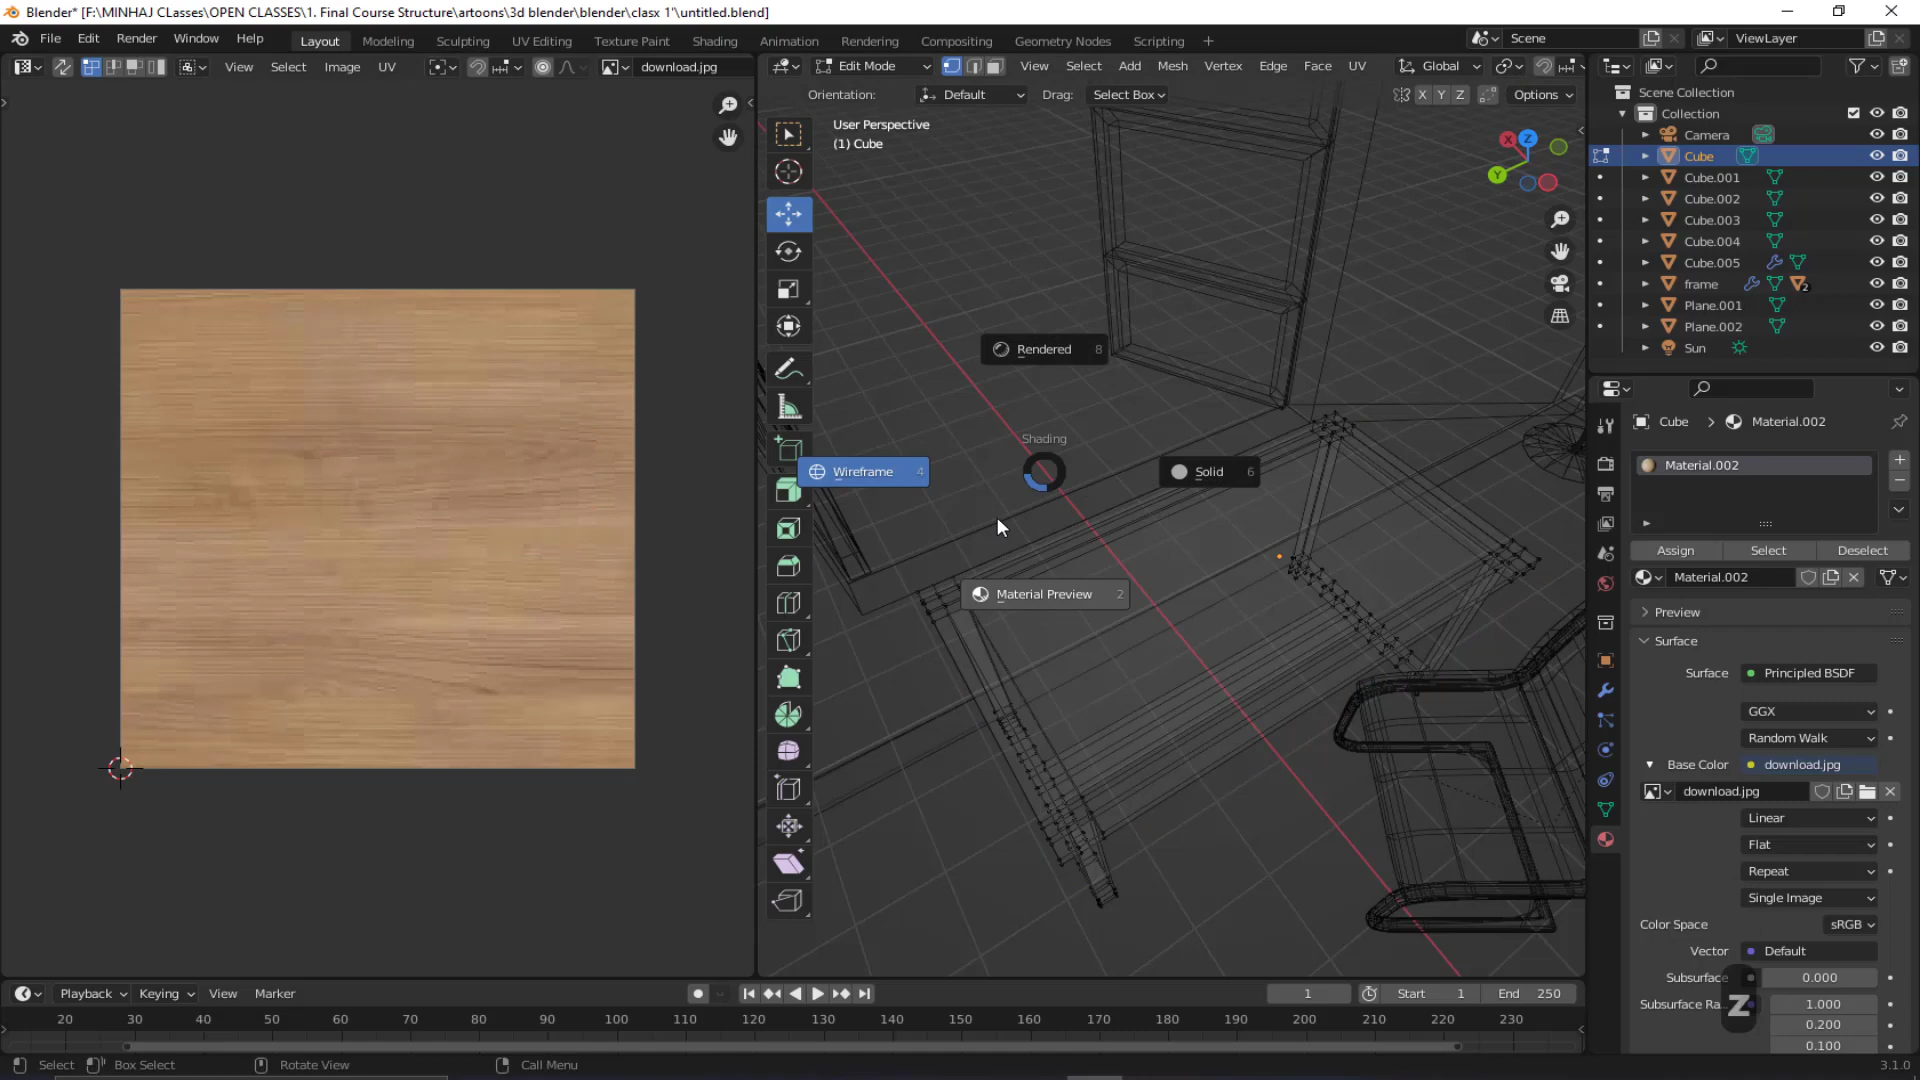 Blender* [F:\MINHAJ CLasses\OPEN CLASSES\1. Final Course Structure\artoons\3d blender\blender\clasx 1"\untitled.blend]
File Edit Render Window Help
Layout Modeling Sculpting UV Editing Texture Paint Shading Animation Rendering Compositing Geometry Nodes Scripting +
Scene ViewLayer
View Select Image UV download.jpg
Edit Mode View Select Add Mesh Vertex Edge Face UV Global
Orientation: Default Drag: Select Box X Y Z Options
User Perspective
(1) Cube
X Z Y
Scene Collection
Collection
Camera
Cube
Cube.001
Cube.002
Cube.003
Cube.004
Cube.005
frame 2
Plane.001
Plane.002
Sun
Rendered 8
Shading
Wireframe 4
Solid 6
Material Preview 2
Cube > Material.002
Material.002
Assign Select Deselect
Material.002
Preview
Surface
Surface Principled BSDF
GGX
Random Walk
Base Color download.jpg
download.jpg
Linear
Flat
Repeat
Single Image
Color Space sRGB
Vector Default
Subsurface 0.000
Subsurface Ra... 1.000
0.200
0.100
Z
Playback Keying View Marker
1 Start 1 End 250
20 30 40 50 60 70 80 90 100 110 120 130 140 150 160 170 180 190 200 210 220 230
Select Box Select Rotate View Call Menu
3.1.0